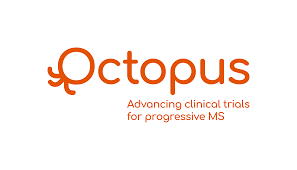 Octopus
Advancing clinical trials
for progressive MS